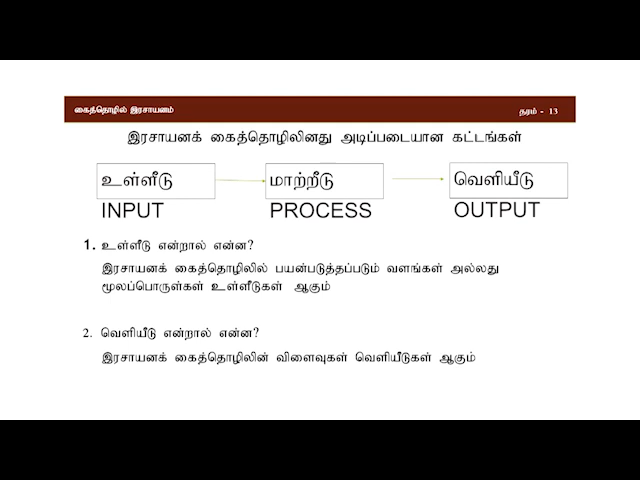 கைத்தொழில் இரசாயனம்
தரம் - 13
இரசாயனக் கைத்தொழிலினது அடிப்படையான கட்டங்கள்
உள்ளீடு மாற்றீடு வெளியீடு
INPUT PROCESS OUTPUT
1. உள்ளீடு என்றால் என்ன?
இரசாயனக் கைத்தொழிலில் பயன்படுத்தப்படும் வளங்கள் அல்லது
மூலப்பொருள்கள் உள்ளீடுகள் ஆகும்
2. வெளியீடு என்றால் என்ன?
இரசாயனக் கைத்தொழிலின் விளைவுகள் வெளியீடுகள் ஆகும்